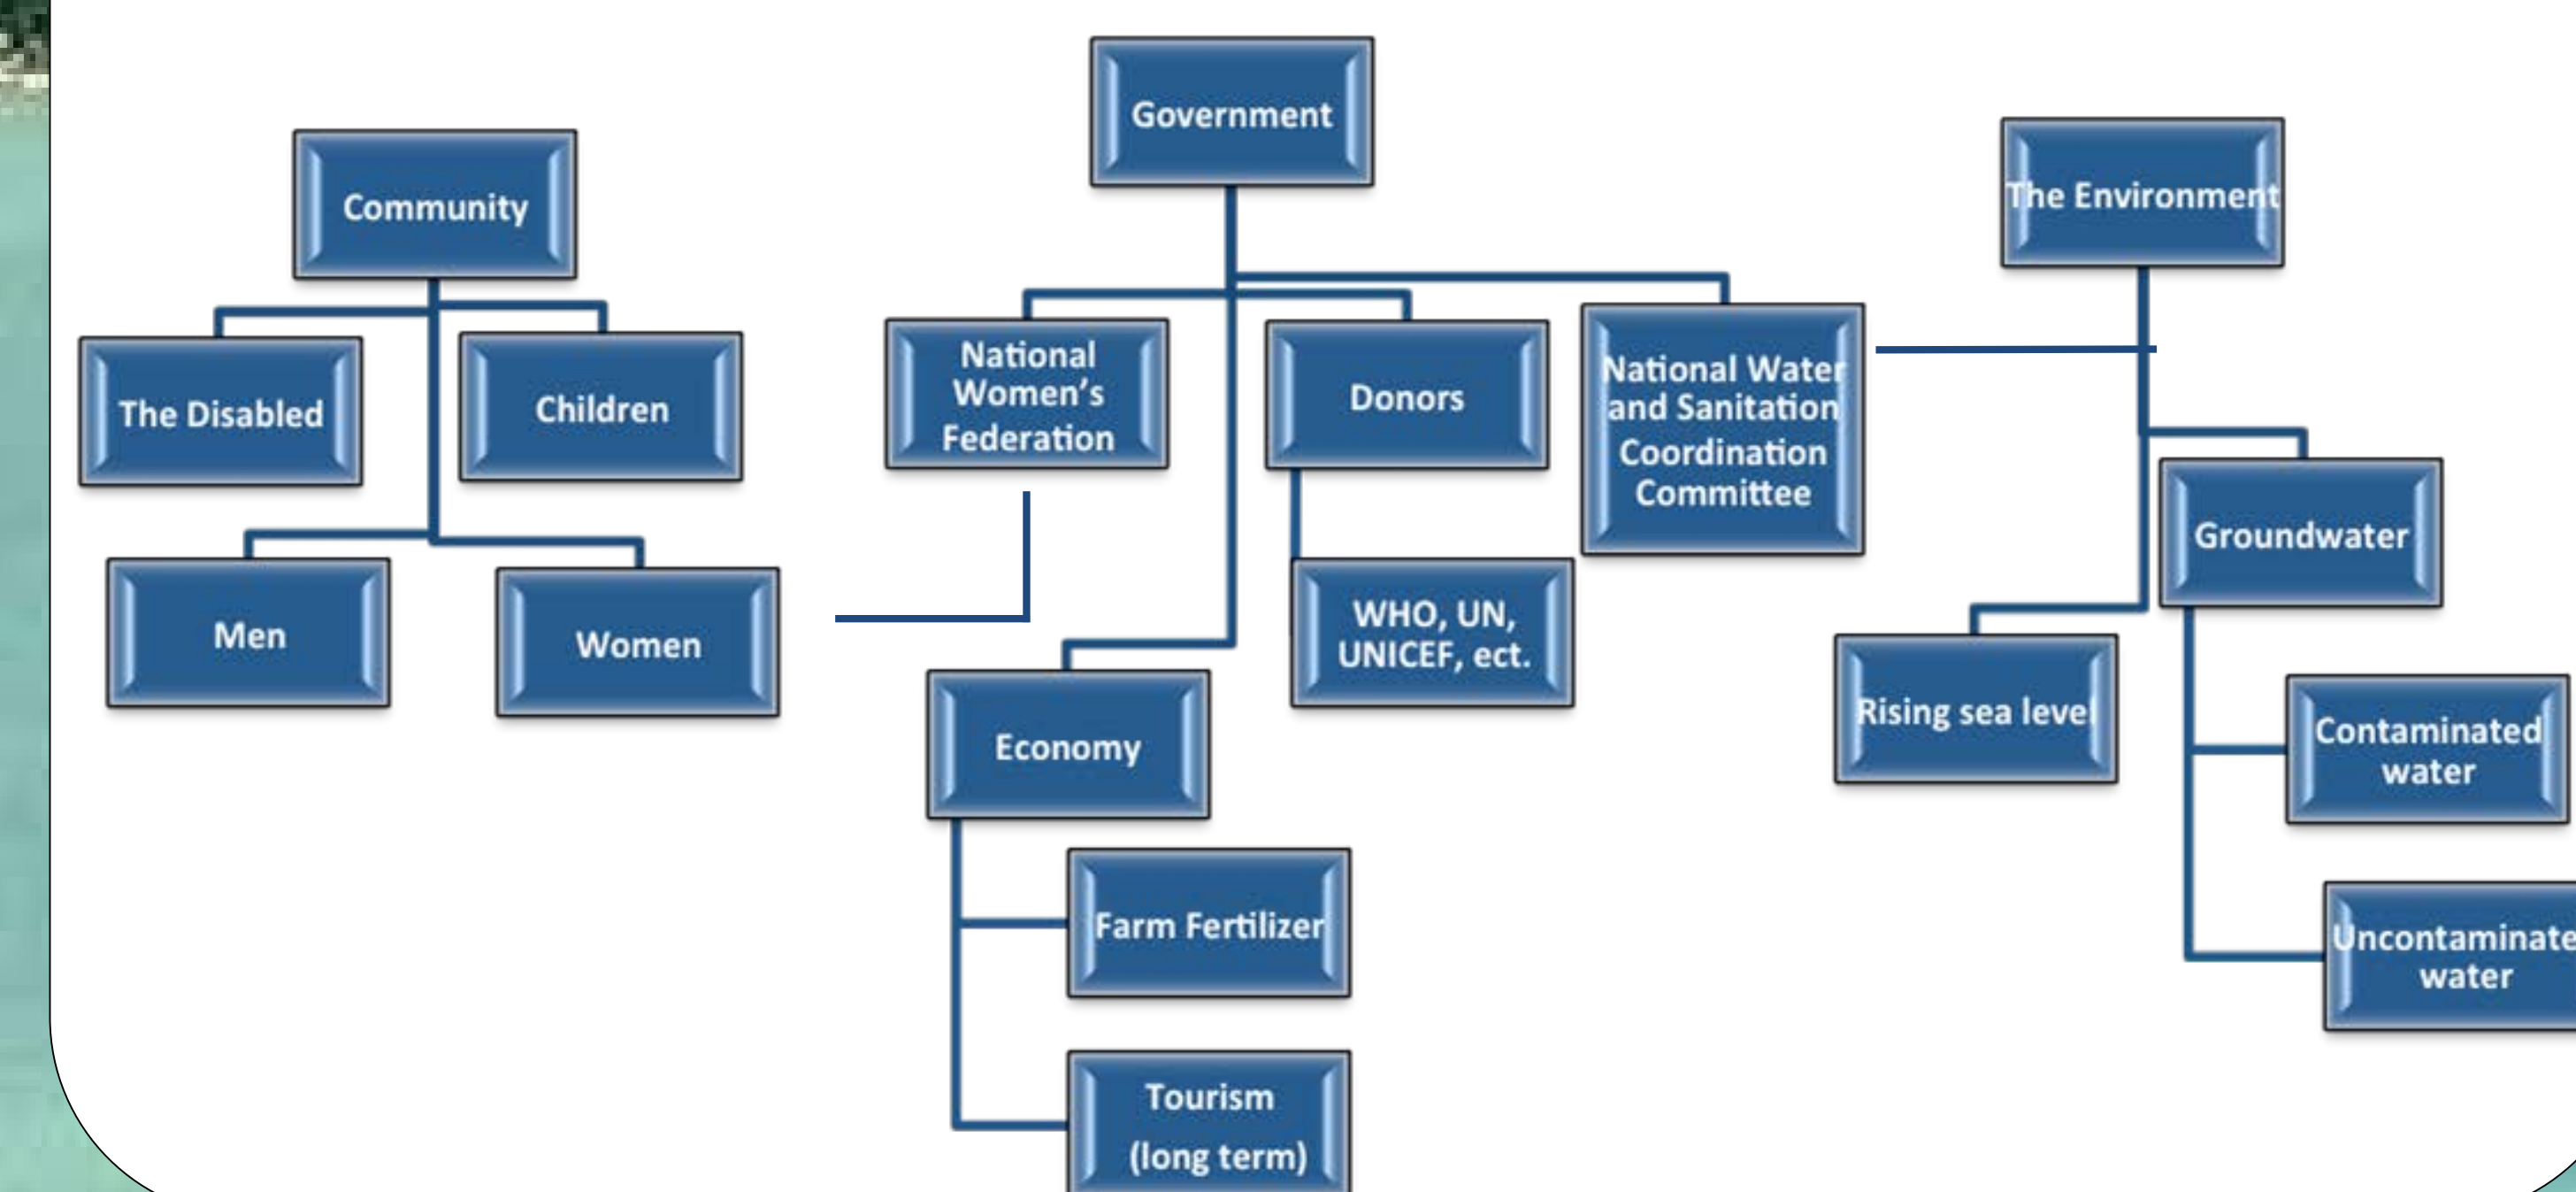 Community
The Disabled
Children
Men
Women
Government
National
Women’s
Federation
Donors
National Water
and Sanitation
Coordination
Committee
WHO, UN,
UNICEF, ect.
Economy
Farm Fertilizer
Tourism
(long term)
The Environment
Groundwater
Rising sea level
Contaminated
water
Uncontaminate
water